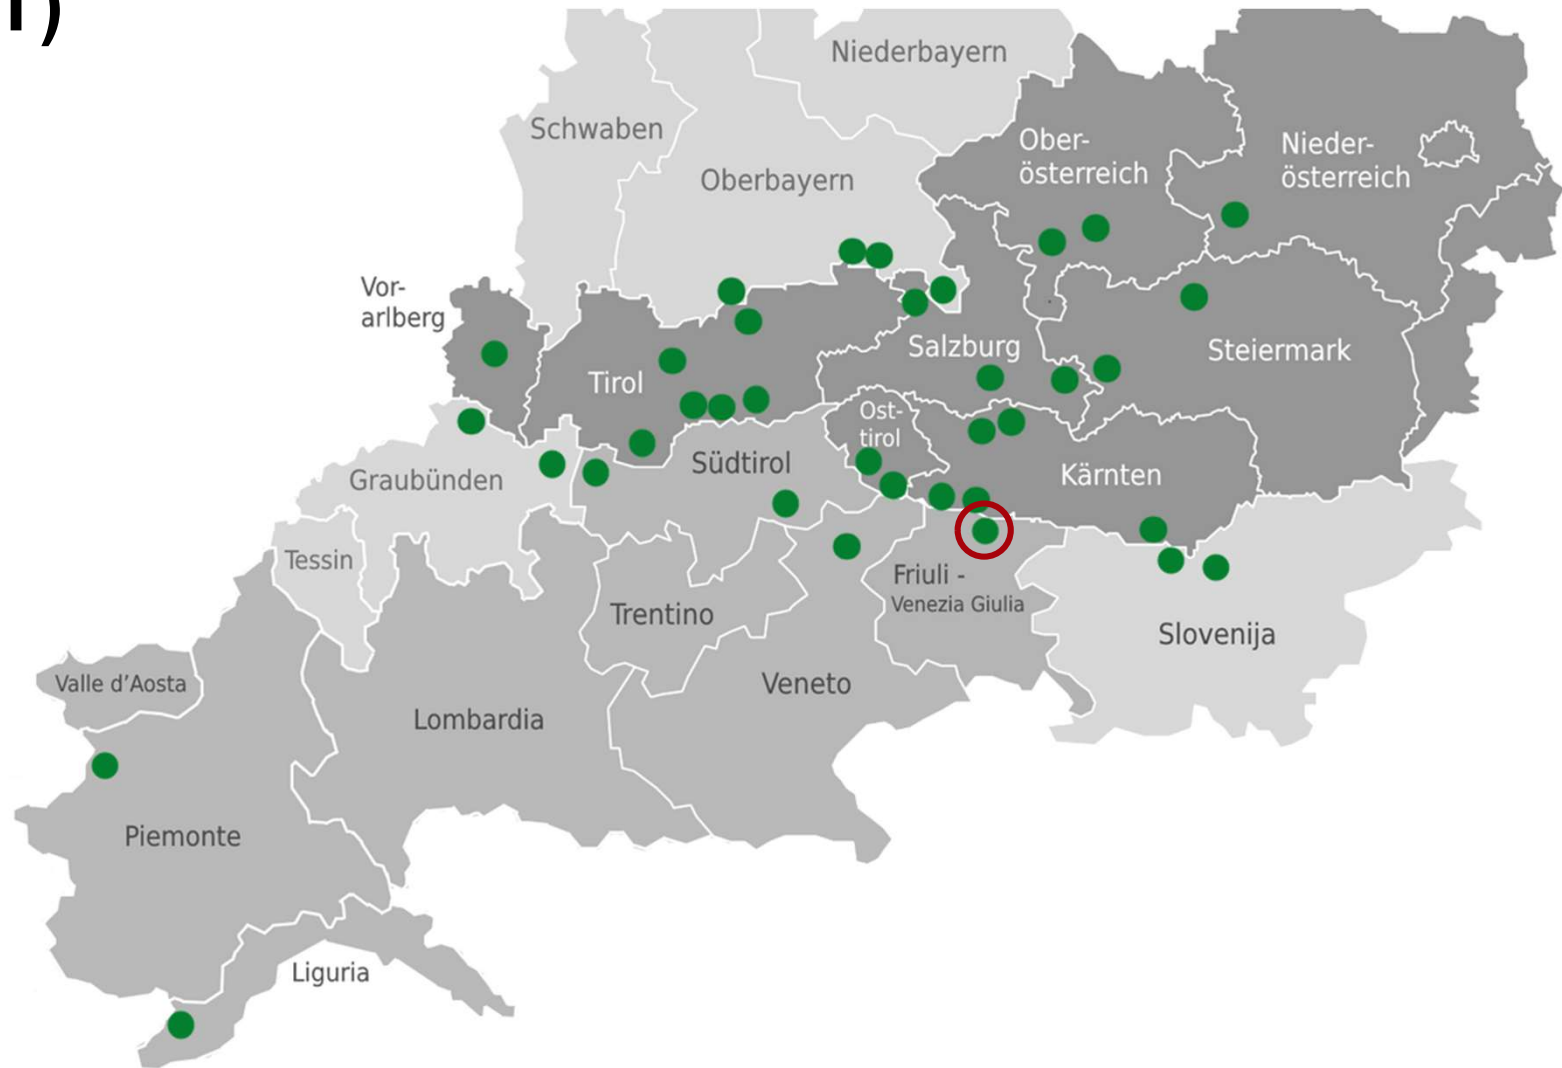 Niederbayern
Schwaben
Ober-
österreich
Nieder-
österreich
Oberbayern
Vor-
arlberg
Salzburg
Steiermark
Tirol
Ost-
tirol
Südtirol
Kärnten
Graubünden
Tessin
Friuli -
Venezia Giulia
Trentino
Slovenija
Valle d’Aosta
Veneto
Lombardia
Piemonte
Liguria